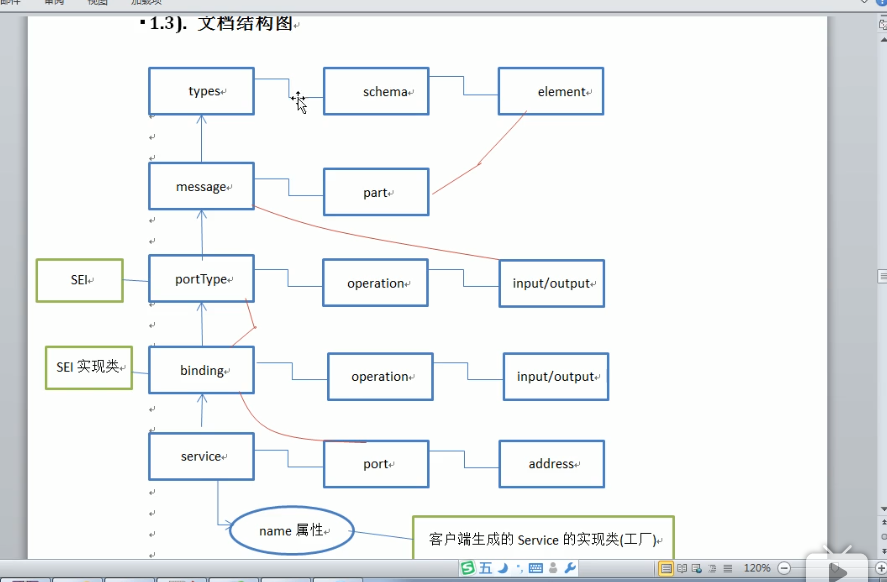 审阅 视图 加载项
1.3). 文档结构图
types schema element
message part
SEI portType operation input/output
SEI 实现类 binding operation input/output
service port address
name 属性
客户端生成的 Service 的实现类(工厂)
五
120%